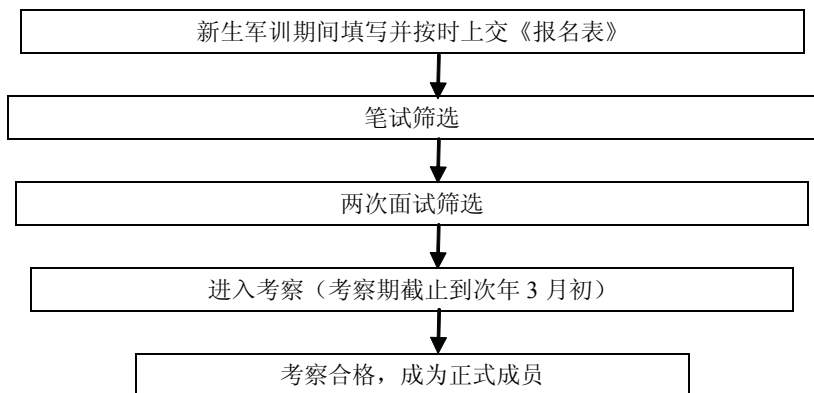 新生军训期间填写并按时上交《报名表》
笔试筛选
两次面试筛选
进入考察（考察期截止到次年 3 月初）
考察合格，成为正式成员